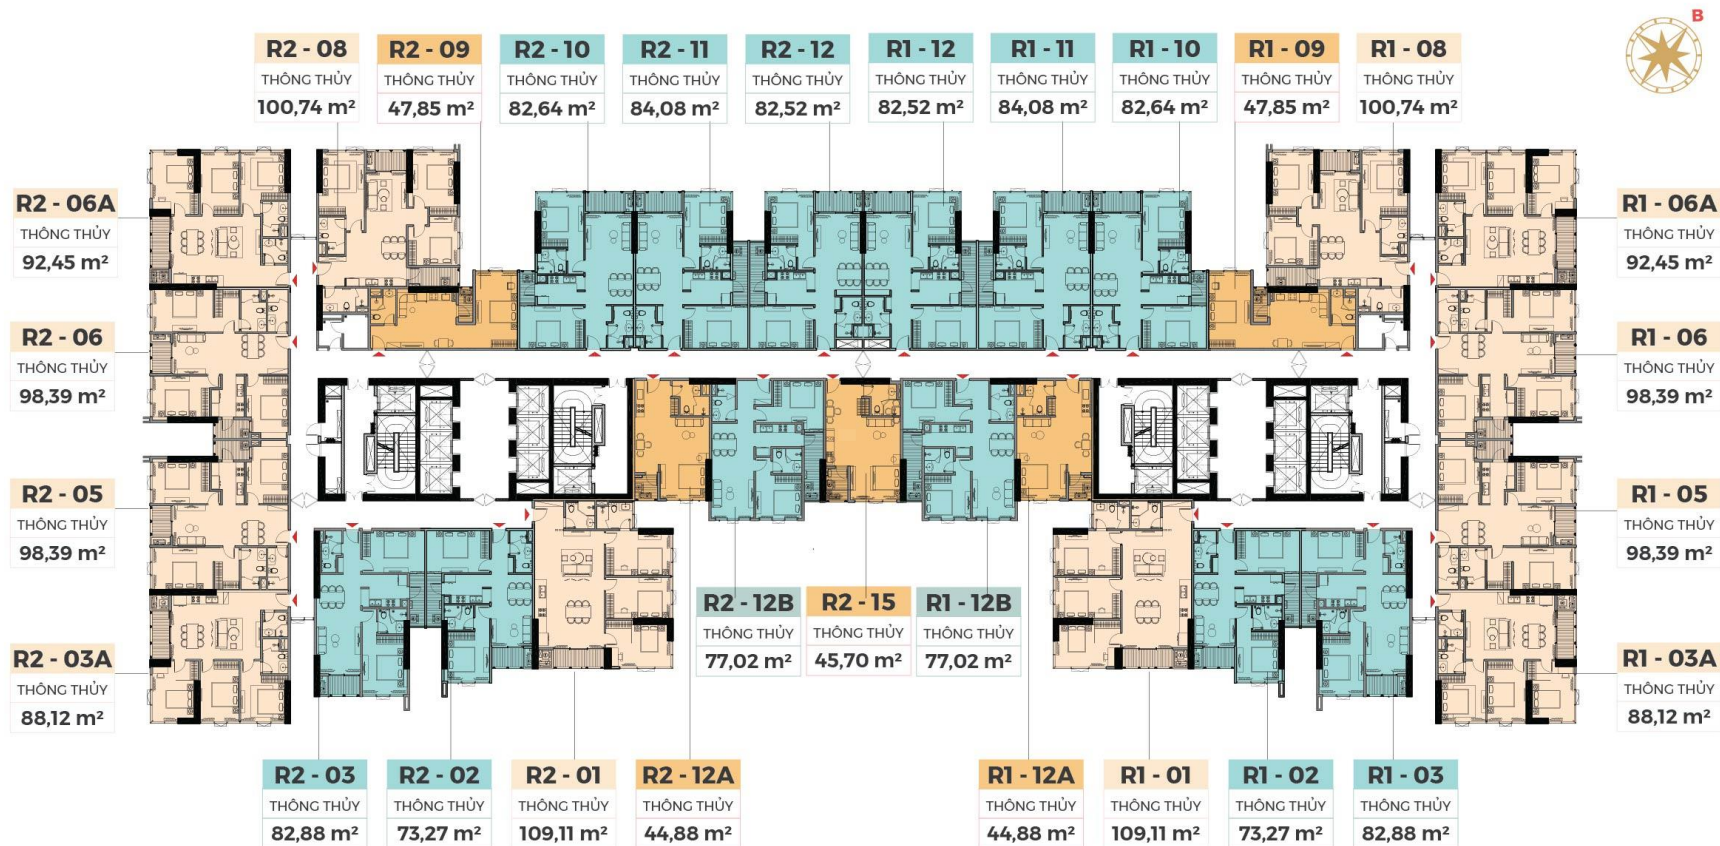 B
R2 - 08
THÔNG THỦY
100,74 m²
R2 - 09
THÔNG THỦY
47,85 m²
R2 - 10
THÔNG THỦY
82,64 m²
R2 - 11
THÔNG THỦY
84,08 m²
R2 - 12
THÔNG THỦY
82,52 m²
R1 - 12
THÔNG THỦY
82,52 m²
R1 - 11
THÔNG THỦY
84,08 m²
R1 - 10
THÔNG THỦY
82,64 m²
R1 - 09
THÔNG THỦY
47,85 m²
R1 - 08
THÔNG THỦY
100,74 m²
R2 - 06A
THÔNG THỦY
92,45 m²
R2 - 06
THÔNG THỦY
98,39 m²
R2 - 05
THÔNG THỦY
98,39 m²
R2 - 03A
THÔNG THỦY
88,12 m²
R1 - 06A
THÔNG THỦY
92,45 m²
R1 - 06
THÔNG THỦY
98,39 m²
R1 - 05
THÔNG THỦY
98,39 m²
R1 - 03A
THÔNG THỦY
88,12 m²
R2 - 12B
THÔNG THỦY
77,02 m²
R2 - 15
THÔNG THỦY
45,70 m²
R1 - 12B
THÔNG THỦY
77,02 m²
R2 - 03
THÔNG THỦY
82,88 m²
R2 - 02
THÔNG THỦY
73,27 m²
R2 - 01
THÔNG THỦY
109,11 m²
R2 - 12A
THÔNG THỦY
44,88 m²
R1 - 12A
THÔNG THỦY
44,88 m²
R1 - 01
THÔNG THỦY
109,11 m²
R1 - 02
THÔNG THỦY
73,27 m²
R1 - 03
THÔNG THỦY
82,88 m²